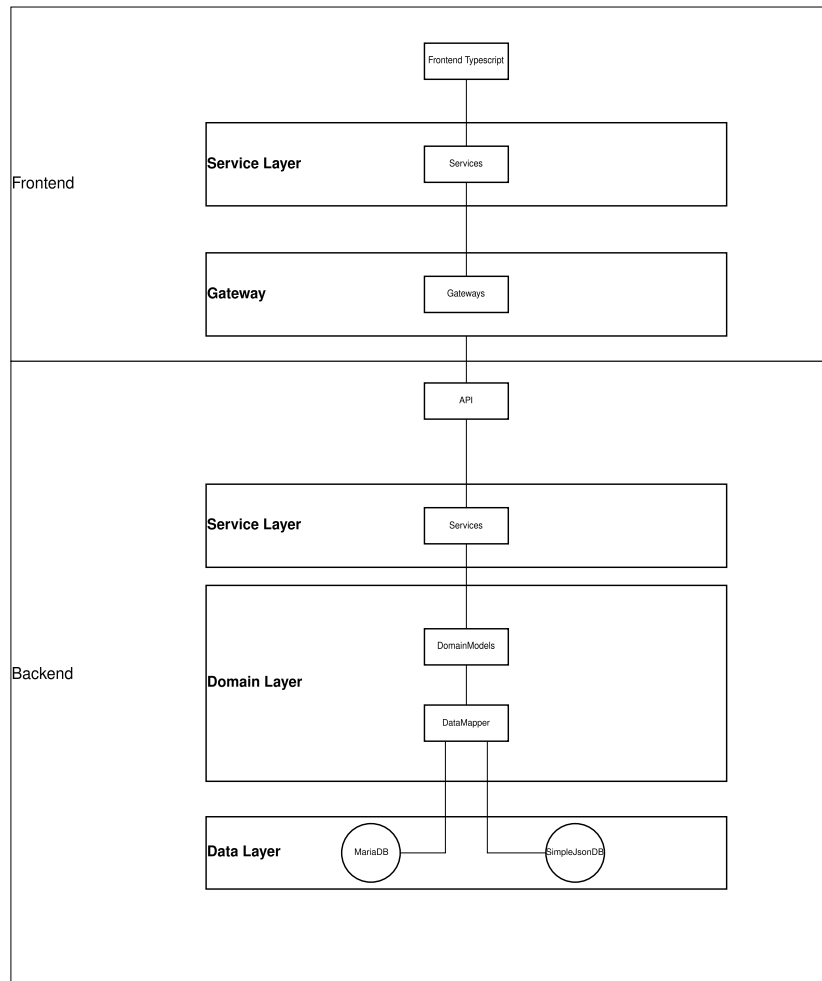 Frontend Typescript
Service Layer
Services
Frontend
Gateway
Gateways
API
Service Layer
Services
DomainModels
Backend
Domain Layer
DataMapper
Data Layer
MariaDB
SimpleJsonDB